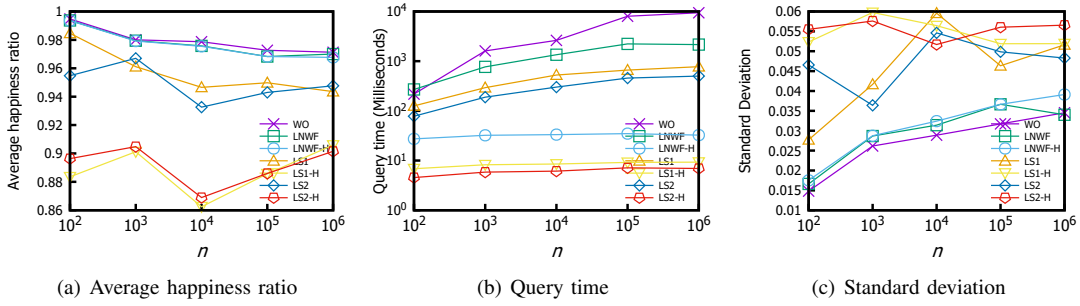 Average happiness ratio
1
0.98
0.96
0.94
0.92
0.9
0.88
0.86
10^2
10^3
10^4
10^5
10^6
n
WO
LNWF
LNWF-H
LS1
LS1-H
LS2
LS2-H
(a) Average happiness ratio
Query time (Milliseconds)
10^4
10^3
10^2
10^1
10^0
10^2
10^3
10^4
10^5
10^6
n
WO
LNWF
LNWF-H
LS1
LS1-H
LS2
LS2-H
(b) Query time
Standard Deviation
0.06
0.055
0.05
0.045
0.04
0.035
0.03
0.025
0.02
0.015
0.01
10^2
10^3
10^4
10^5
10^6
n
WO
LNWF
LNWF-H
LS1
LS1-H
LS2
LS2-H
(c) Standard deviation